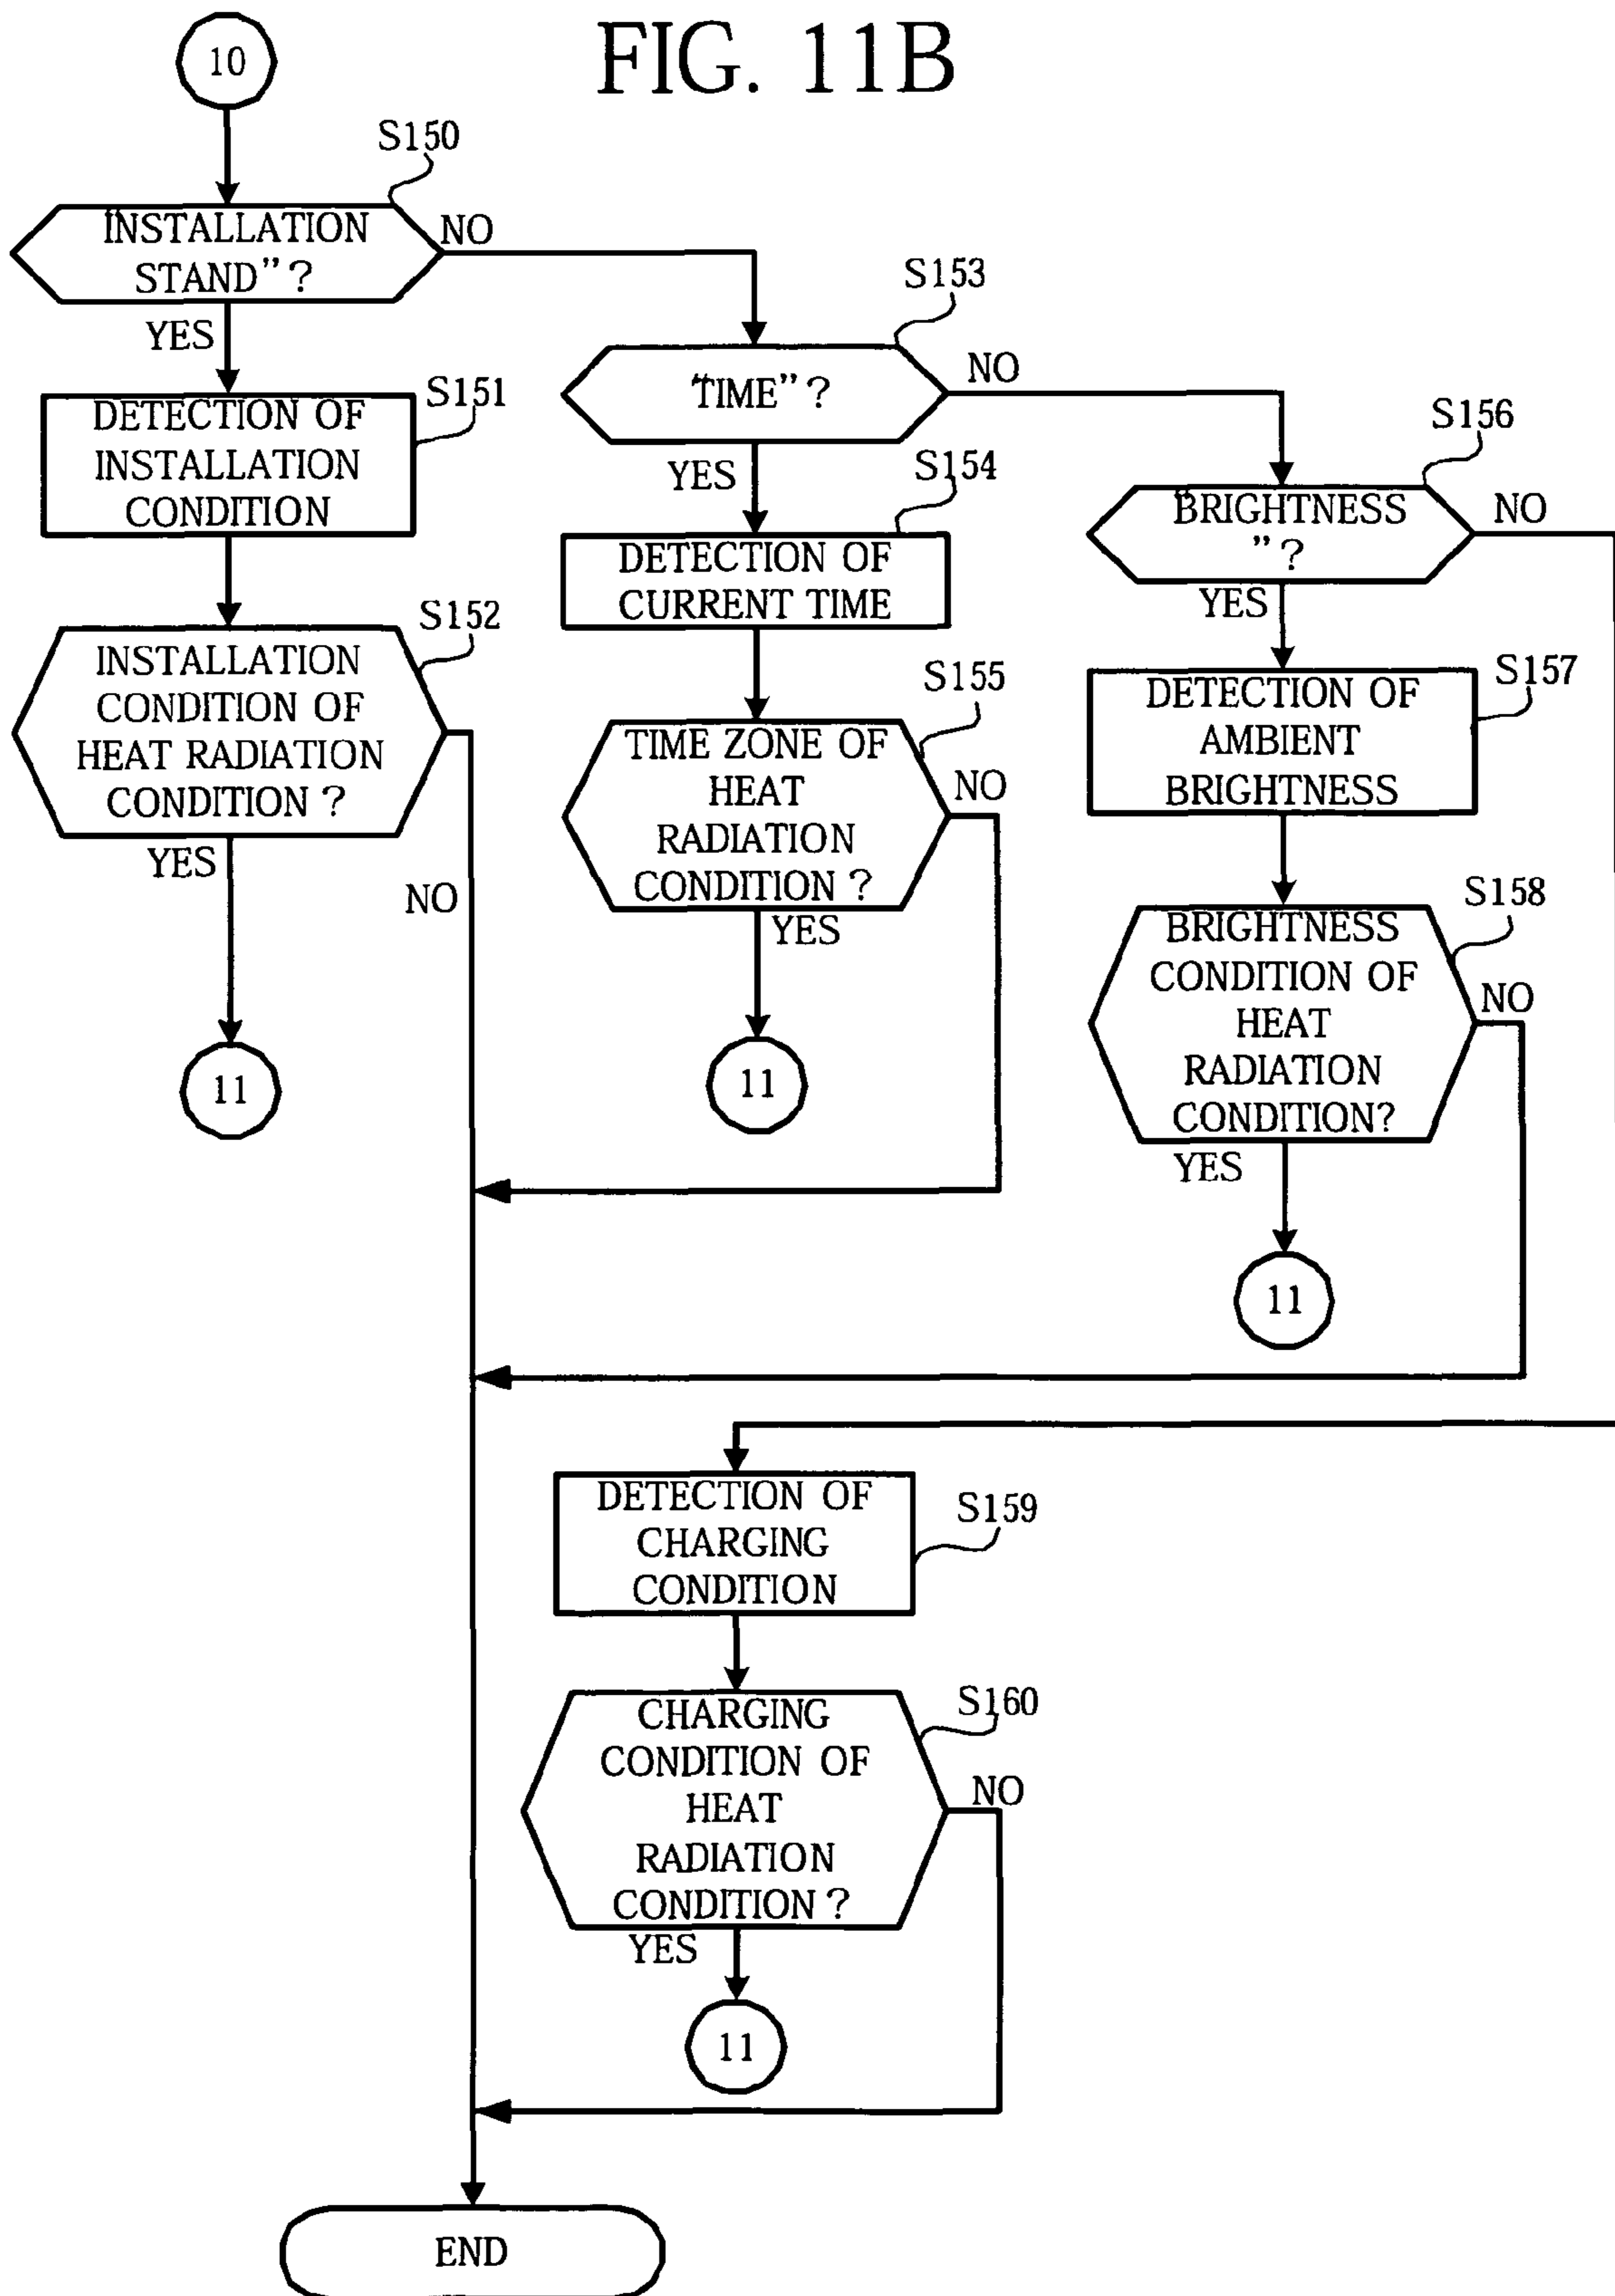 FIG. 11B
10
S150
"INSTALLATION
STAND"?
NO
YES
S151
DETECTION OF
INSTALLATION
CONDITION
S152
INSTALLATION
CONDITION OF
HEAT RADIATION
CONDITION?
YES
NO
11
S153
"TIME"?
NO
YES
S154
DETECTION OF
CURRENT TIME
S155
TIME ZONE OF
HEAT
RADIATION
CONDITION?
NO
YES
11
S156
"BRIGHTNESS
"?
NO
YES
S157
DETECTION OF
AMBIENT
BRIGHTNESS
S158
BRIGHTNESS
CONDITION OF
HEAT
RADIATION
CONDITION?
NO
YES
11
DETECTION OF
CHARGING
CONDITION
S159
S160
CHARGING
CONDITION OF
HEAT
RADIATION
CONDITION?
NO
YES
11
END